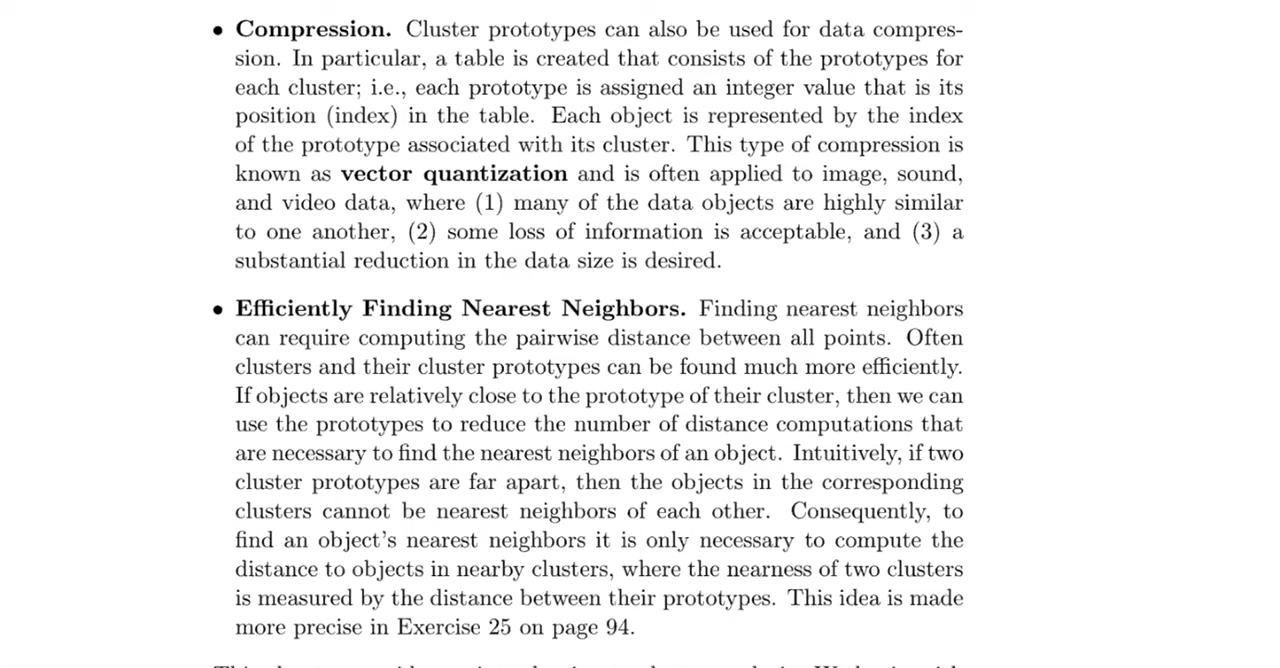 • Compression. Cluster prototypes can also be used for data compres-
sion. In particular, a table is created that consists of the prototypes for
each cluster; i.e., each prototype is assigned an integer value that is its
position (index) in the table. Each object is represented by the index
of the prototype associated with its cluster. This type of compression is
known as vector quantization and is often applied to image, sound,
and video data, where (1) many of the data objects are highly similar
to one another, (2) some loss of information is acceptable, and (3) a
substantial reduction in the data size is desired.
• Efficiently Finding Nearest Neighbors. Finding nearest neighbors
can require computing the pairwise distance between all points. Often
clusters and their cluster prototypes can be found much more efficiently.
If objects are relatively close to the prototype of their cluster, then we can
use the prototypes to reduce the number of distance computations that
are necessary to find the nearest neighbors of an object. Intuitively, if two
cluster prototypes are far apart, then the objects in the corresponding
clusters cannot be nearest neighbors of each other. Consequently, to
find an object's nearest neighbors it is only necessary to compute the
distance to objects in nearby clusters, where the nearness of two clusters
is measured by the distance between their prototypes. This idea is made
more precise in Exercise 25 on page 94.